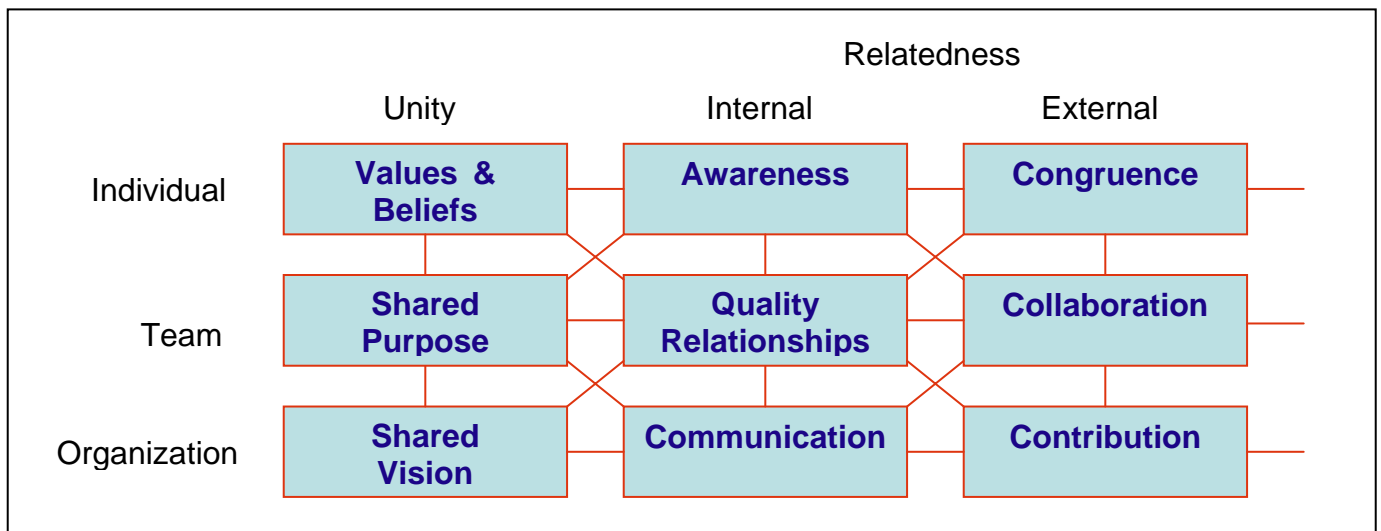 Relatedness
Unity Internal External
Individual
Values & 
Beliefs
Awareness
Congruence
Team
Shared
Purpose
Quality
Relationships
Collaboration
Organization
Shared
Vision
Communication
Contribution